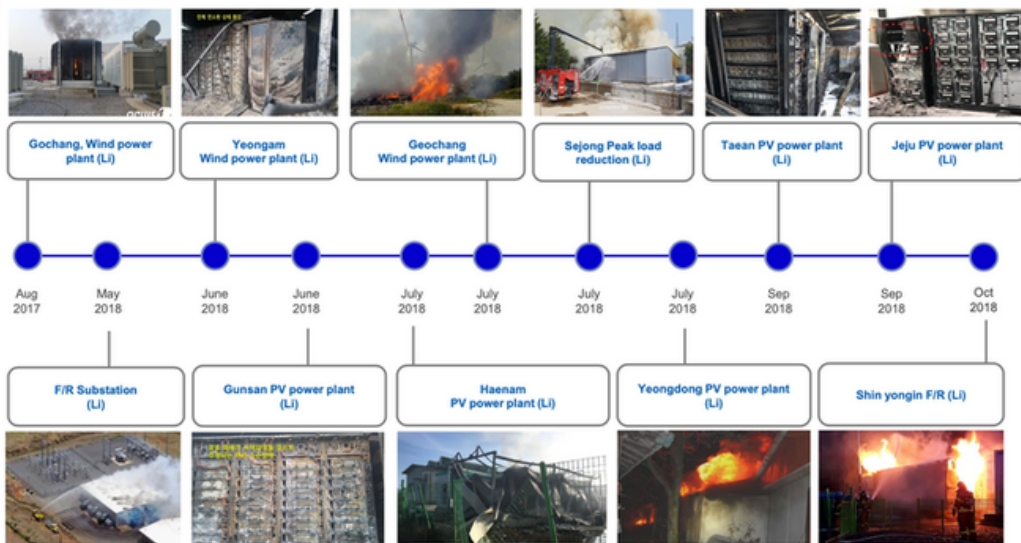 Gochang, Wind power
plant (Li)
Yeongam
Wind power plant (Li)
Geochang
Wind power plant (Li)
Sejong Peak load
reduction (Li)
Taean PV power plant
(Li)
Jeju PV power plant
(Li)
Aug
2017
May
2018
June
2018
June
2018
July
2018
July
2018
July
2018
July
2018
Sep
2018
Sep
2018
Oct
2018
F/R Substation
(Li)
Gunsan PV power plant
(Li)
Haenam
PV power plant (Li)
Yeongdong PV power plant
(Li)
Shin yongin F/R (Li)